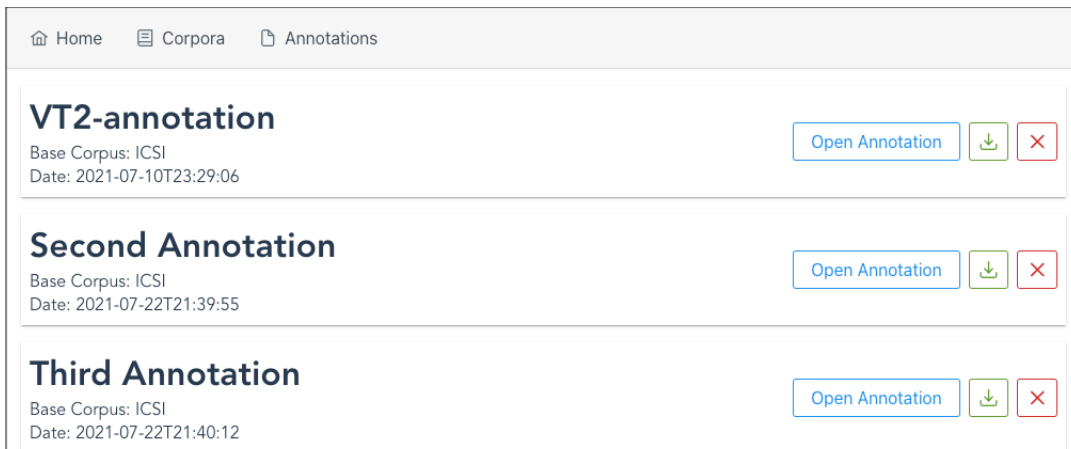 Home Corpora Annotations
VT2-annotation
Base Corpus: ICSI
Date: 2021-07-10T23:29:06
Open Annotation
Second Annotation
Base Corpus: ICSI
Date: 2021-07-22T21:39:55
Open Annotation
Third Annotation
Base Corpus: ICSI
Date: 2021-07-22T21:40:12
Open Annotation